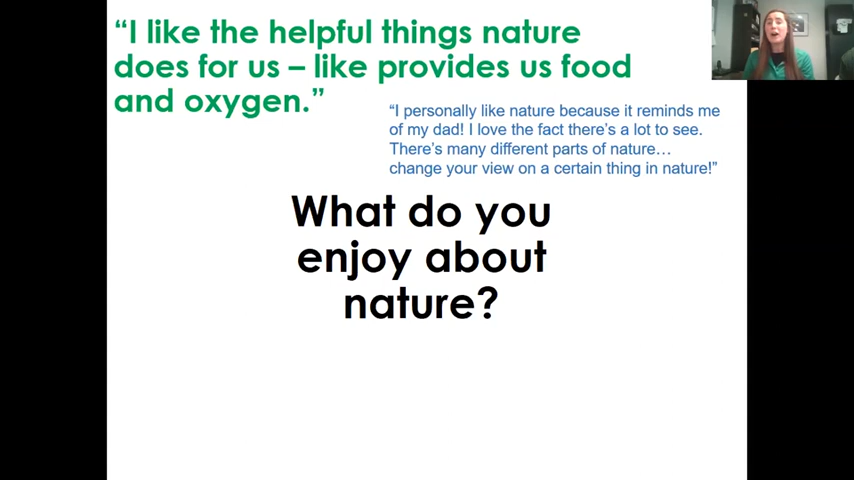 “I like the helpful things nature
does for us – like provides us food
and oxygen.”
“I personally like nature because it reminds me
of my dad! I love the fact there’s a lot to see.
There’s many different parts of nature…
change your view on a certain thing in nature!”
What do you
enjoy about
nature?